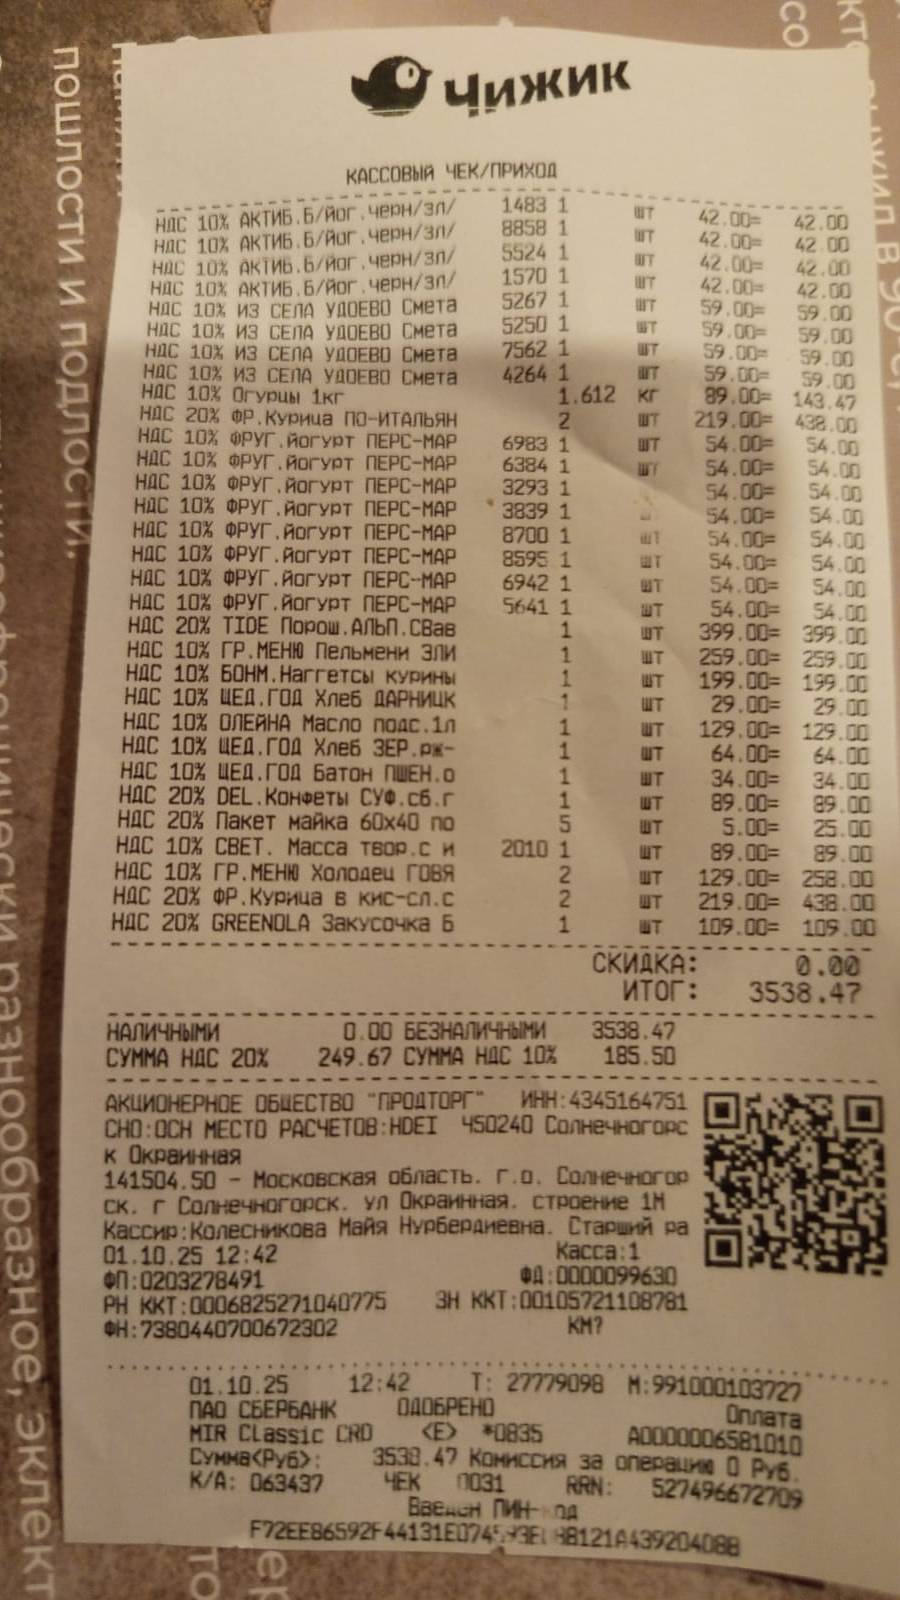 Чижик
КАССОВЫЙ ЧЕК/ПРИХОД
НДС 10% АКТИБ.Б/йог.черн/зл/ 1483 1 шт 42.00= 42.00
НДС 10% АКТИБ.Б/йог.черн/зл/ 8858 1 шт 42.00= 42.00
НДС 10% АКТИБ.Б/йог.черн/зл/ 5524 1 шт 42.00= 42.00
НДС 10% АКТИБ.Б/йог.черн/зл/ 1570 1 шт 42.00= 42.00
НДС 10% ИЗ СЕЛА УДОЕВО Смета 5267 1 шт 59.00= 59.00
НДС 10% ИЗ СЕЛА УДОЕВО Смета 5250 1 шт 59.00= 59.00
НДС 10% ИЗ СЕЛА УДОЕВО Смета 7562 1 шт 59.00= 59.00
НДС 10% ИЗ СЕЛА УДОЕВО Смета 4264 1 шт 59.00= 59.00
НДС 10% Огурцы 1кг 1.612 кг 89.00= 143.47
НДС 20% ФР.Курица ПО-ИТАЛЬЯН 2 шт 219.00= 438.00
НДС 10% ФРУГ.йогурт ПЕРС-МАР 6983 1 шт 54.00= 54.00
НДС 10% ФРУГ.йогурт ПЕРС-МАР 6384 1 шт 54.00= 54.00
НДС 10% ФРУГ.йогурт ПЕРС-МАР 3293 1 54.00= 54.00
НДС 10% ФРУГ.йогурт ПЕРС-МАР 3839 1 54.00= 54.00
НДС 10% ФРУГ.йогурт ПЕРС-МАР 8700 1 шт 54.00= 54.00
НДС 10% ФРУГ.йогурт ПЕРС-МАР 8595 1 шт 54.00= 54.00
НДС 10% ФРУГ.йогурт ПЕРС-МАР 6942 1 шт 54.00= 54.00
НДС 10% ФРУГ.йогурт ПЕРС-МАР 5641 1 шт 54.00= 54.00
НДС 20% TIDE Порош.АЛЬП.СВав 1 шт 399.00= 399.00
НДС 10% ГР.МЕНЮ Пельмени ЭЛИ 1 шт 259.00= 259.00
НДС 10% БОНМ.Наггетсы курины 1 шт 199.00= 199.00
НДС 10% ЩЕД.ГОД Хлеб ДАРНИЦК 1 шт 29.00= 29.00
НДС 10% ОЛЕЙНА Масло подс.1л 1 шт 129.00= 129.00
НДС 10% ЩЕД.ГОД Хлеб ЗЕР.рж- 1 шт 64.00= 64.00
НДС 10% ЩЕД.ГОД Батон ПШЕН.о 1 шт 34.00= 34.00
НДС 20% DEL.Конфеты СУФ.сб.г 1 шт 89.00= 89.00
НДС 20% Пакет майка 60х40 по 5 шт 5.00= 25.00
НДС 10% СВЕТ. Масса твор.с и 2010 1 шт 89.00= 89.00
НДС 10% ГР.МЕНЮ Холодец ГОВЯ 2 шт 129.00= 258.00
НДС 20% ФР.Курица в кис-сл.с 2 шт 219.00= 438.00
НДС 20% GREENOLA Закусочка Б 1 шт 109.00= 109.00
СКИДКА: 0.00
ИТОГ: 3538.47
НАЛИЧНЫМИ 0.00 БЕЗНАЛИЧНЫМИ 3538.47
СУММА НДС 20% 249.67 СУММА НДС 10% 185.50
АКЦИОНЕРНОЕ ОБЩЕСТВО "ПРОДТОРГ" ИНН:4345164751
СНО:ОСН МЕСТО РАСЧЕТОВ:HDEI 450240 Солнечногорс
к Окраинная
141504.50 - Московская область. г.о. Солнечногор
ск. г Солнечногорск. ул Окраинная. строение 1М
Кассир:Колесникова Майя Нурбердиевна. Старший ра
01.10.25 12:42 Касса:1
ФП:0203278491 ФД:0000099630
РН ККТ:0006825271040775 ЗН ККТ:00105721108781
ФН:7380440700672302 КМ?
01.10.25 12:42 Т: 27779098 М:991000103727
ПАО СБЕРБАНК ОДОБРЕНО Оплата
MIR Classic CRD <E> *0835 A0000006581010
Сумма<Руб>: 3538.47 Комиссия за операцию 0 Руб.
К/А: 063437 ЧЕК 0031 RRN: 527496672709
Введен ПИН-код
пошлости и подлости.
разнообразное, эклект